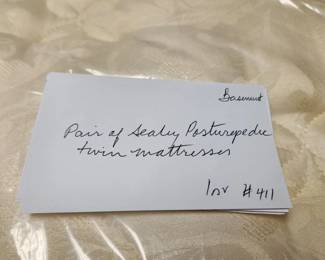 Basement
Pair of Sealy Posturepedic
twin mattresses
Inv # 411